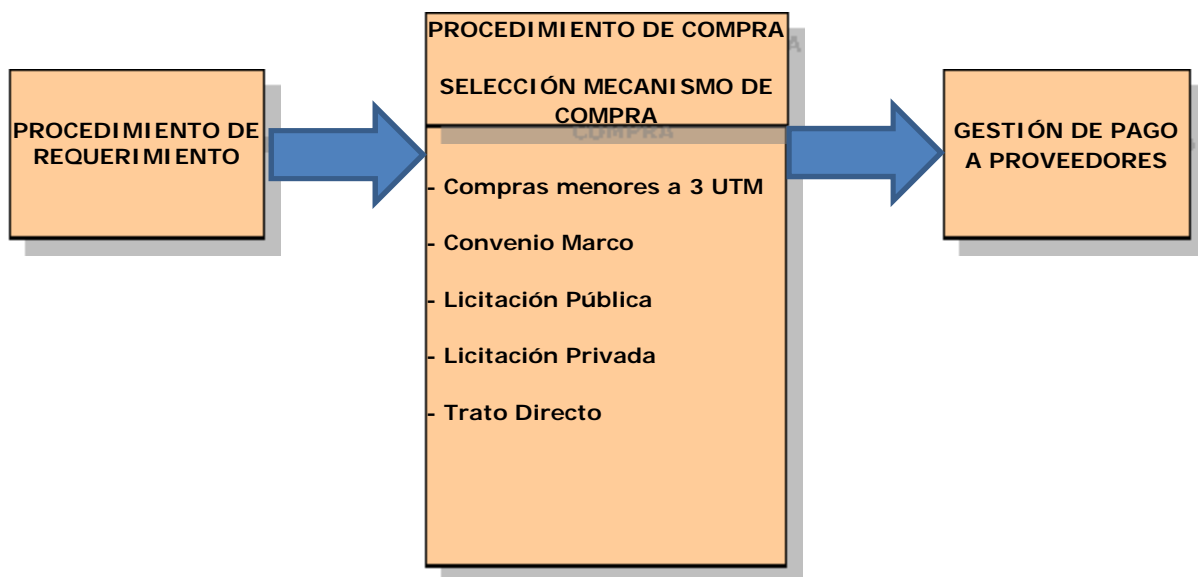 PROCEDIMIENTO DE
REQUERIMIENTO
PROCEDIMIENTO DE COMPRA
SELECCIÓN MECANISMO DE
COMPRA
- Compras menores a 3 UTM
- Convenio Marco
- Licitación Pública
- Licitación Privada
- Trato Directo
GESTIÓN DE PAGO
A PROVEEDORES